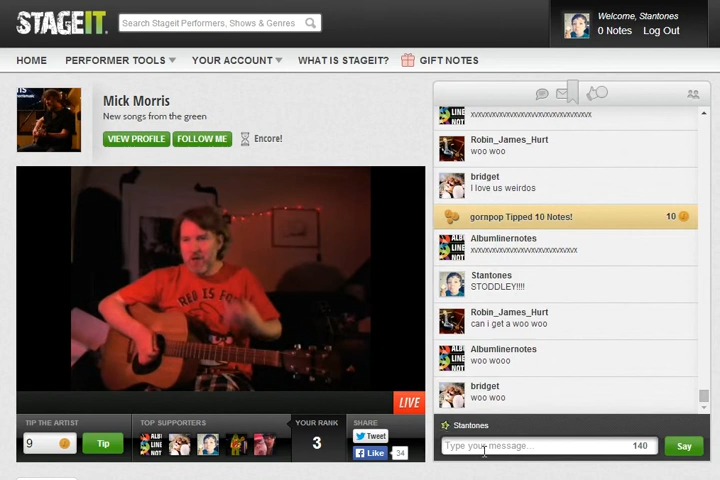 STAGEIT.
Search Stageit Performers, Shows & Genres
Welcome, Stantones
0 Notes Log Out
HOME PERFORMER TOOLS YOUR ACCOUNT WHAT IS STAGEIT? GIFT NOTES
Mick Morris
New songs from the green
VIEW PROFILE FOLLOW ME Encore!
LIVE
TIP THE ARTIST
9
Tip
TOP SUPPORTERS
YOUR RANK
3
SHARE
Tweet
Like 34
xvxvxvxvxvxvxvxvxvxvxvxvxvxvxv
Robin_James_Hurt
woo woo
bridget
I love us weirdos
gornpop Tipped 10 Notes! 10
Albumlinernotes
xvxvxvxvxvxvxvxvxvxvxvxvxv
Stantones
STODDLEY!!!!
Robin_James_Hurt
can i get a woo woo
Albumlinernotes
woo wooo
bridget
woo woo
Stantones
Type your message... 140
Say